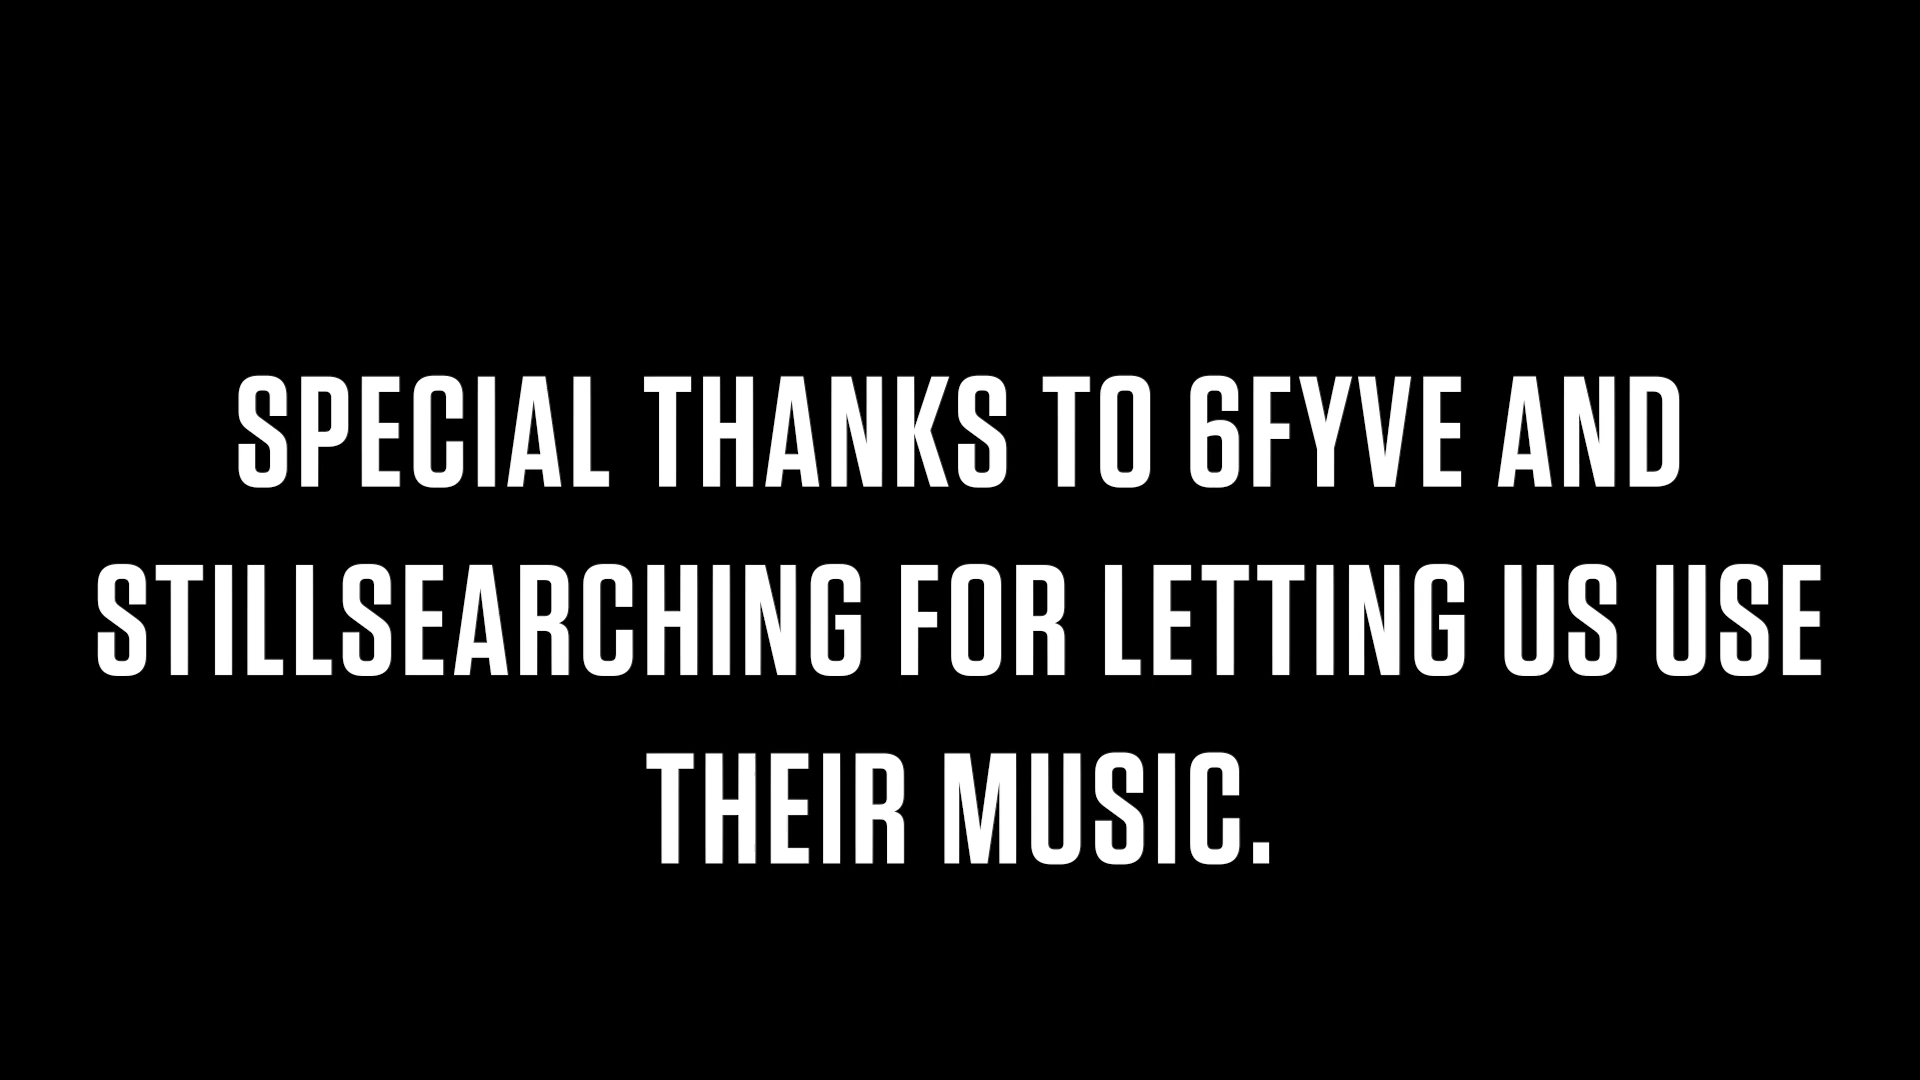 SPECIAL THANKS TO 6FYVE AND
STILLSEARCHING FOR LETTING US USE
THEIR MUSIC.